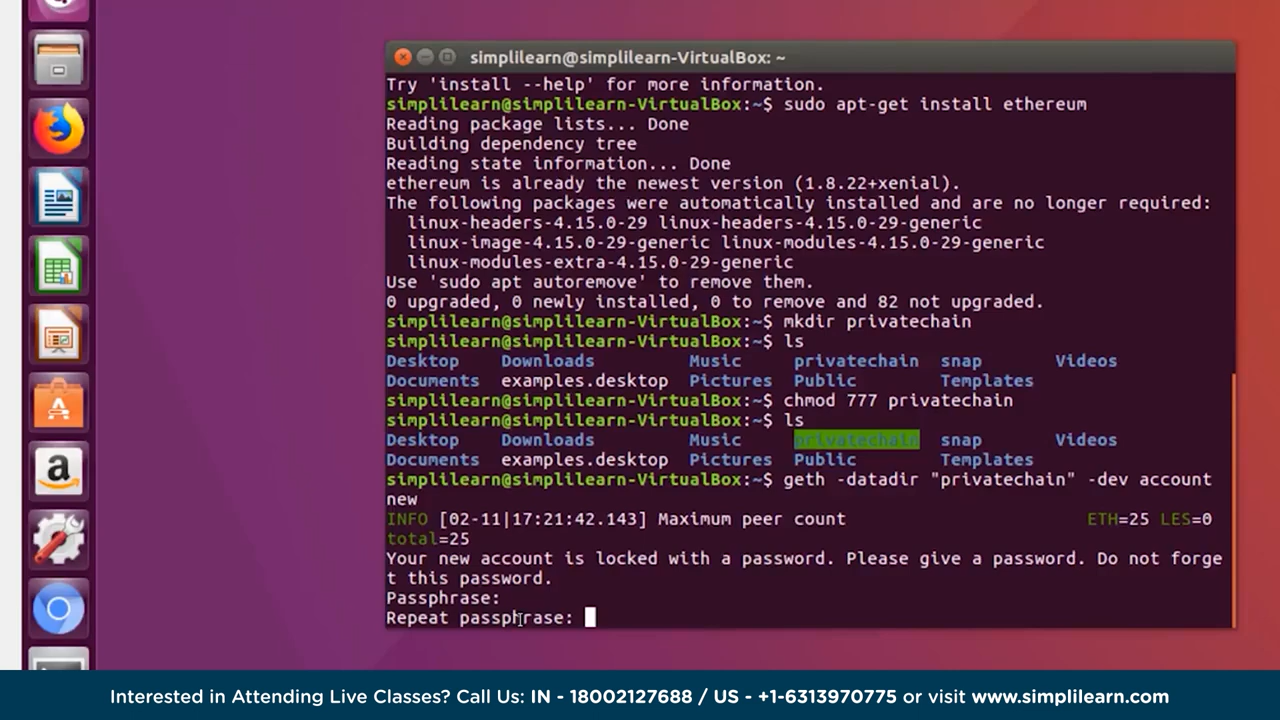 simplilearn@simplilearn-VirtualBox: ~
Try 'install --help' for more information.
simplilearn@simplilearn-VirtualBox:~$ sudo apt-get install ethereum
Reading package lists... Done
Building dependency tree
Reading state information... Done
ethereum is already the newest version (1.8.22+xenial).
The following packages were automatically installed and are no longer required:
linux-headers-4.15.0-29 linux-headers-4.15.0-29-generic
linux-image-4.15.0-29-generic linux-modules-4.15.0-29-generic
linux-modules-extra-4.15.0-29-generic
Use 'sudo apt autoremove' to remove them.
0 upgraded, 0 newly installed, 0 to remove and 82 not upgraded.
simplilearn@simplilearn-VirtualBox:~$ mkdir privatechain
simplilearn@simplilearn-VirtualBox:~$ ls
Desktop Downloads Music privatechain snap Videos
Documents examples.desktop Pictures Public Templates
simplilearn@simplilearn-VirtualBox:~$ chmod 777 privatechain
simplilearn@simplilearn-VirtualBox:~$ ls
Desktop Downloads Music privatechain snap Videos
Documents examples.desktop Pictures Public Templates
simplilearn@simplilearn-VirtualBox:~$ geth -datadir "privatechain" -dev account
new
INFO [02-11|17:21:42.143] Maximum peer count ETH=25 LES=0
total=25
Your new account is locked with a password. Please give a password. Do not forge
t this password.
Passphrase:
Repeat passphrase:
Interested in Attending Live Classes? Call Us: IN - 18002127688 / US - +1-6313970775 or visit www.simplilearn.com